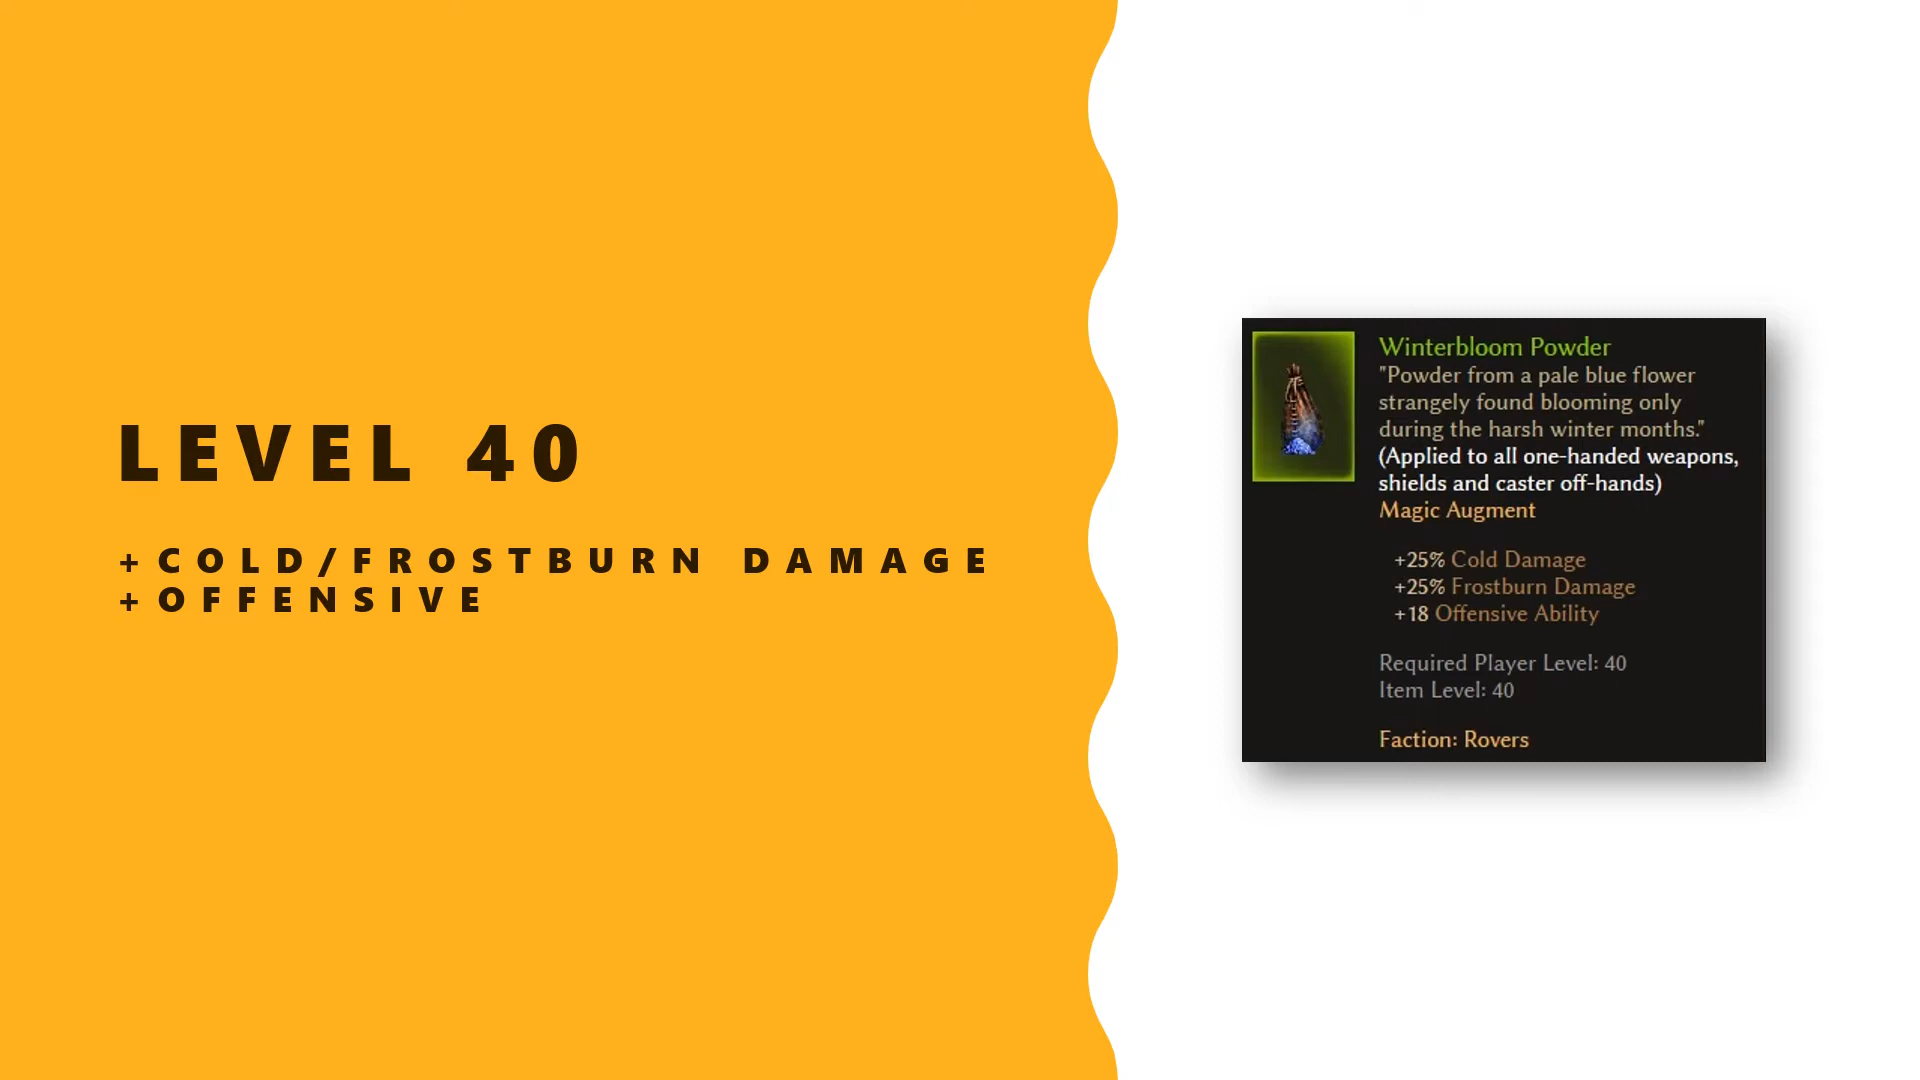 LEVEL 40
+COLD/FROSTBURN DAMAGE
+OFFENSIVE
Winterbloom Powder
"Powder from a pale blue flower
strangely found blooming only
during the harsh winter months."
(Applied to all one-handed weapons,
shields and caster off-hands)
Magic Augment
+25% Cold Damage
+25% Frostburn Damage
+18 Offensive Ability
Required Player Level: 40
Item Level: 40
Faction: Rovers